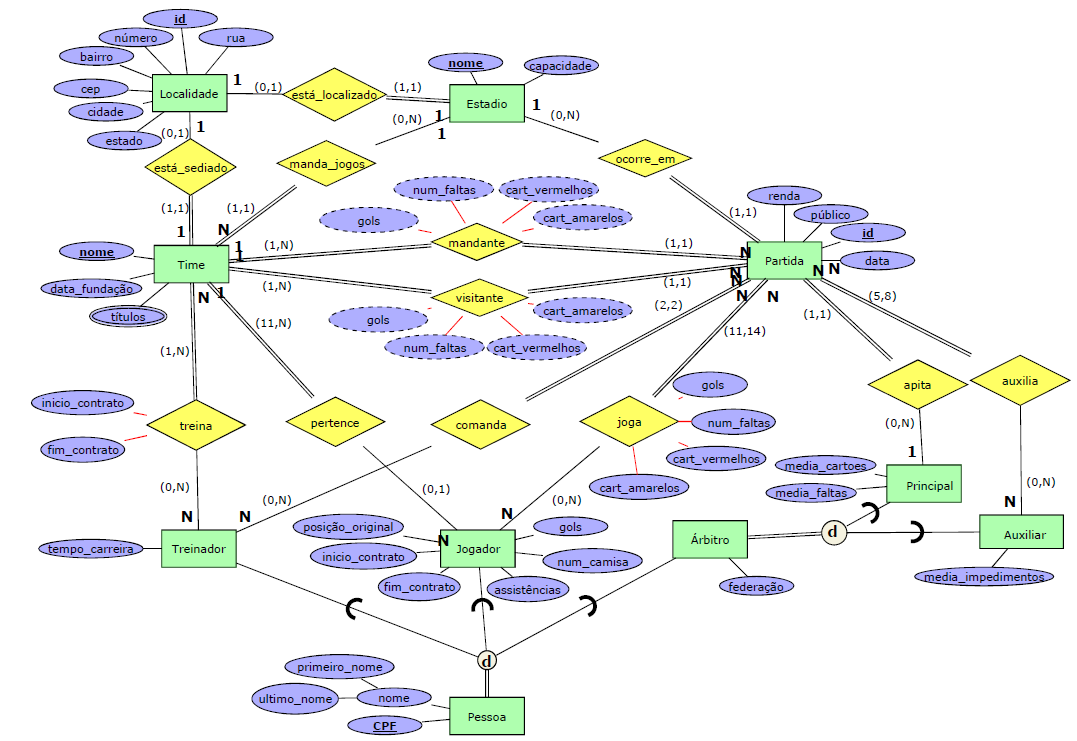 id
número
rua
bairro
cep
cidade
estado
Localidade
1
(0,1)
está_localizado
(1,1)
nome
capacidade
Estadio
1
1
1
(0,N)
(0,N)
(0,1)
1
está_sediado
manda_jogos
ocorre_em
(1,1)
1
(1,1)
N
(1,1)
num_faltas
cart_vermelhos
gols
cart_amarelos
mandante
renda
público
id
data
nome
data_fundação
títulos
Time
1
1
(1,N)
(1,1)
N
Partida
(1,N)
1
N
visitante
(1,1)
gols
cart_amarelos
num_faltas
cart_vermelhos
N
N
N
N
N
N
(2,2)
(11,14)
(1,1)
(5,8)
(11,N)
(1,N)
inicio_contrato
fim_contrato
treina
pertence
comanda
joga
gols
num_faltas
cart_vermelhos
cart_amarelos
apita
auxilia
(0,N)
1
(0,N)
N
(0,N)
N
(0,N)
N
(0,1)
N
(0,N)
N
media_cartoes
media_faltas
Principal
tempo_carreira
Treinador
posição_original
inicio_contrato
fim_contrato
Jogador
gols
num_camisa
assistências
Árbitro
federação
d
Auxiliar
media_impedimentos
d
primeiro_nome
ultimo_nome
nome
CPF
Pessoa